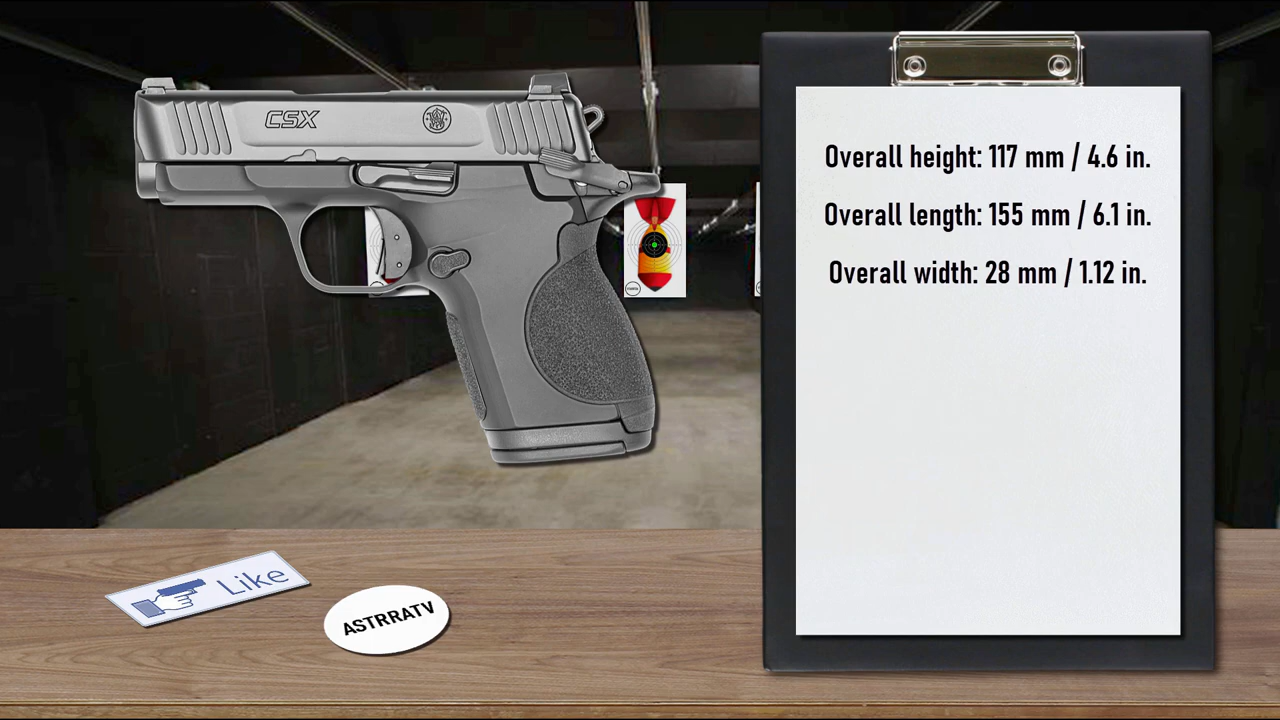 CSX
Overall height: 117 mm / 4.6 in.
Overall length: 155 mm / 6.1 in.
Overall width: 28 mm / 1.12 in.
Like
ASTRRATV